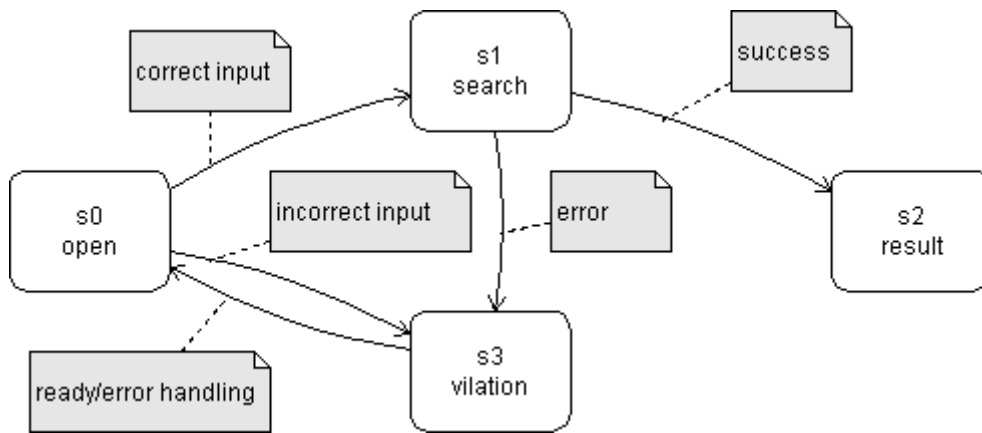 correct input
s1
search
success
s0
open
incorrect input
error
s2
result
ready/error handling
s3
vilation